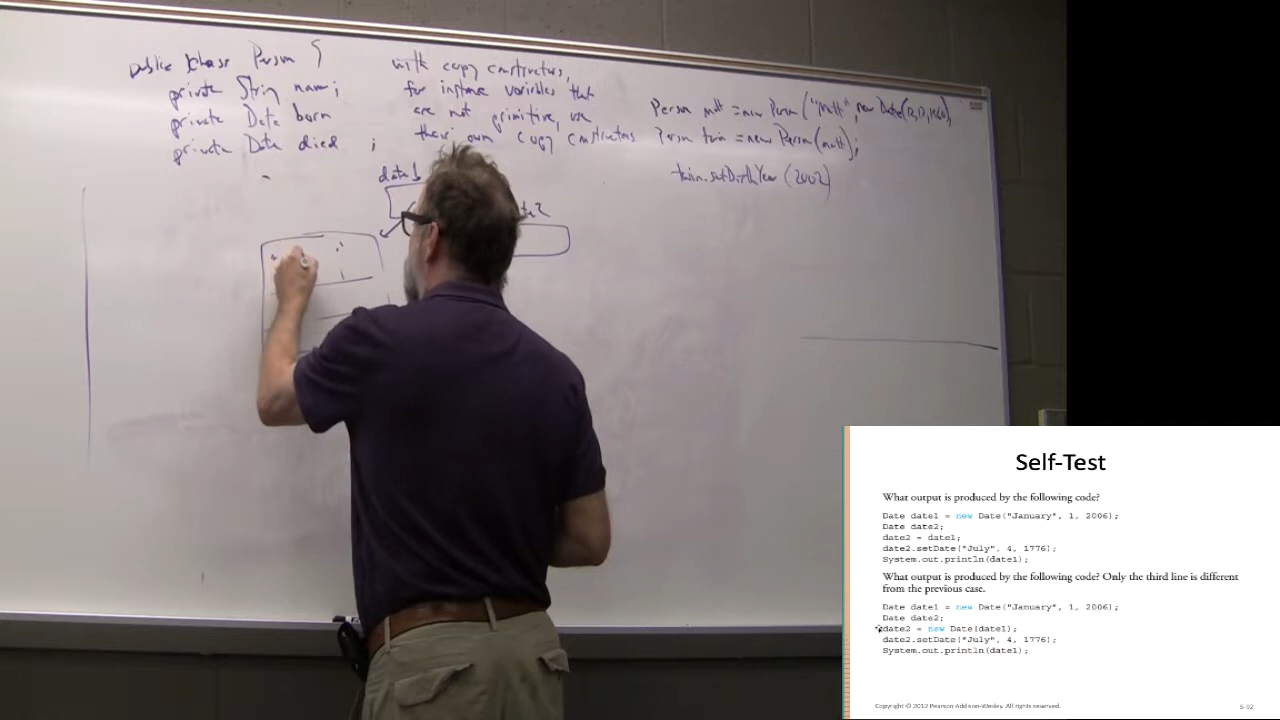 public class Person {
private String name;
private Date born
private Date died ;
with copy constructors,
for instance variables that
are not primitive, use
their own copy constructors
Person matt = new Person ("Matt", new Date(12,17,1960),
Person twin = new Person(matt);
twin.setBirthYear (2002)
date1
Self-Test
What output is produced by the following code?
Date date1 = new Date("January", 1, 2006);
Date date2;
date2 = date1;
date2.setDate("July", 4, 1776);
System.out.println(date1);
What output is produced by the following code? Only the third line is different
from the previous case.
Date date1 = new Date("January", 1, 2006);
Date date2;
date2 = new Date(date1);
date2.setDate("July", 4, 1776);
System.out.println(date1);
Copyright © 2012 Pearson Addison-Wesley. All rights reserved.
5-92